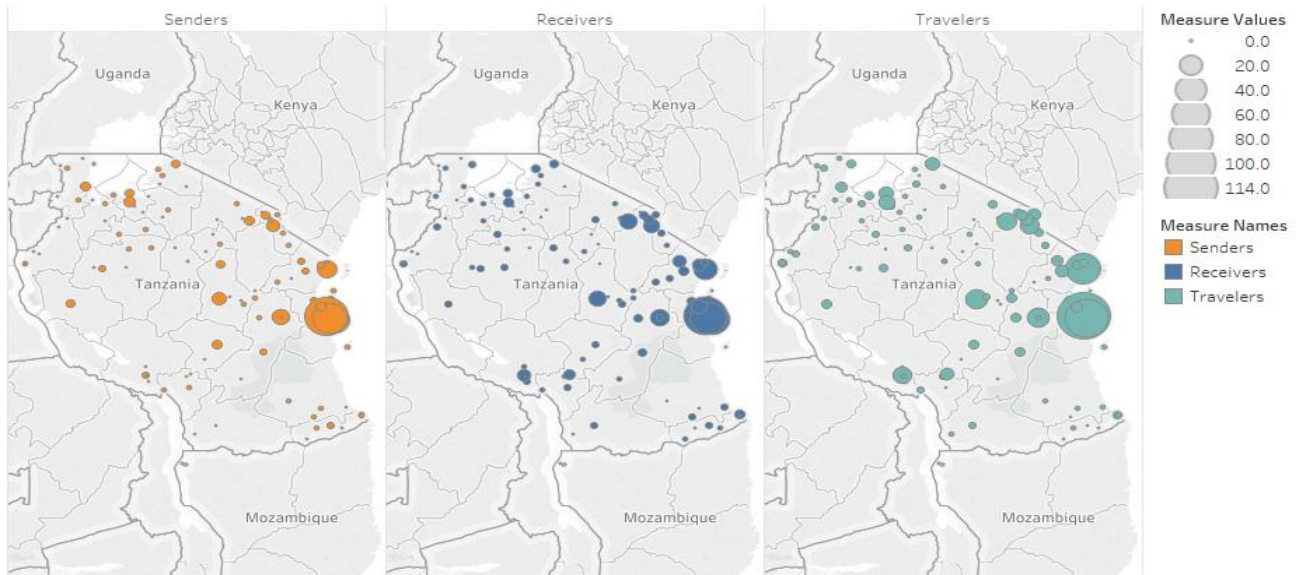 Senders
Receivers
Travelers
Uganda
Kenya
Tanzania
Mozambique
Uganda
Kenya
Tanzania
Mozambique
Uganda
Kenya
Tanzania
Mozambique
Measure Values
0.0
20.0
40.0
60.0
80.0
100.0
114.0
Measure Names
Senders
Receivers
Travelers